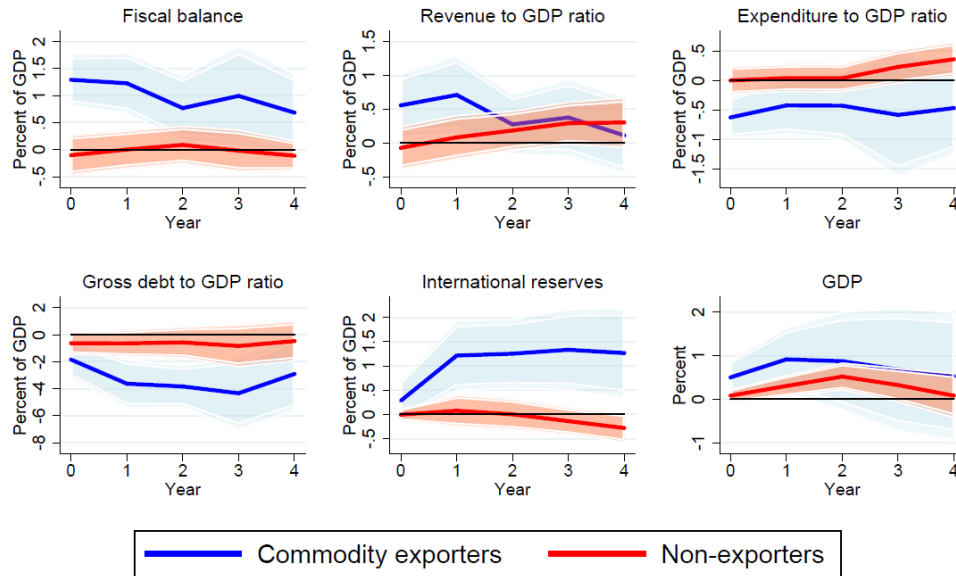 Fiscal balance
Revenue to GDP ratio
Expenditure to GDP ratio
Percent of GDP
2
1.5
1
.5
0
-.5
0 1 2 3 4
Year
Percent of GDP
1.5
1
.5
0
-.5
0 1 2 3 4
Year
Percent of GDP
.5
0
-.5
-1
-1.5
0 1 2 3 4
Year
Gross debt to GDP ratio
International reserves
GDP
Percent of GDP
2
0
-2
-4
-6
-8
0 1 2 3 4
Year
Percent of GDP
2
1.5
1
.5
0
-.5
0 1 2 3 4
Year
Percent
2
1
0
-1
0 1 2 3 4
Year
Commodity exporters
Non-exporters